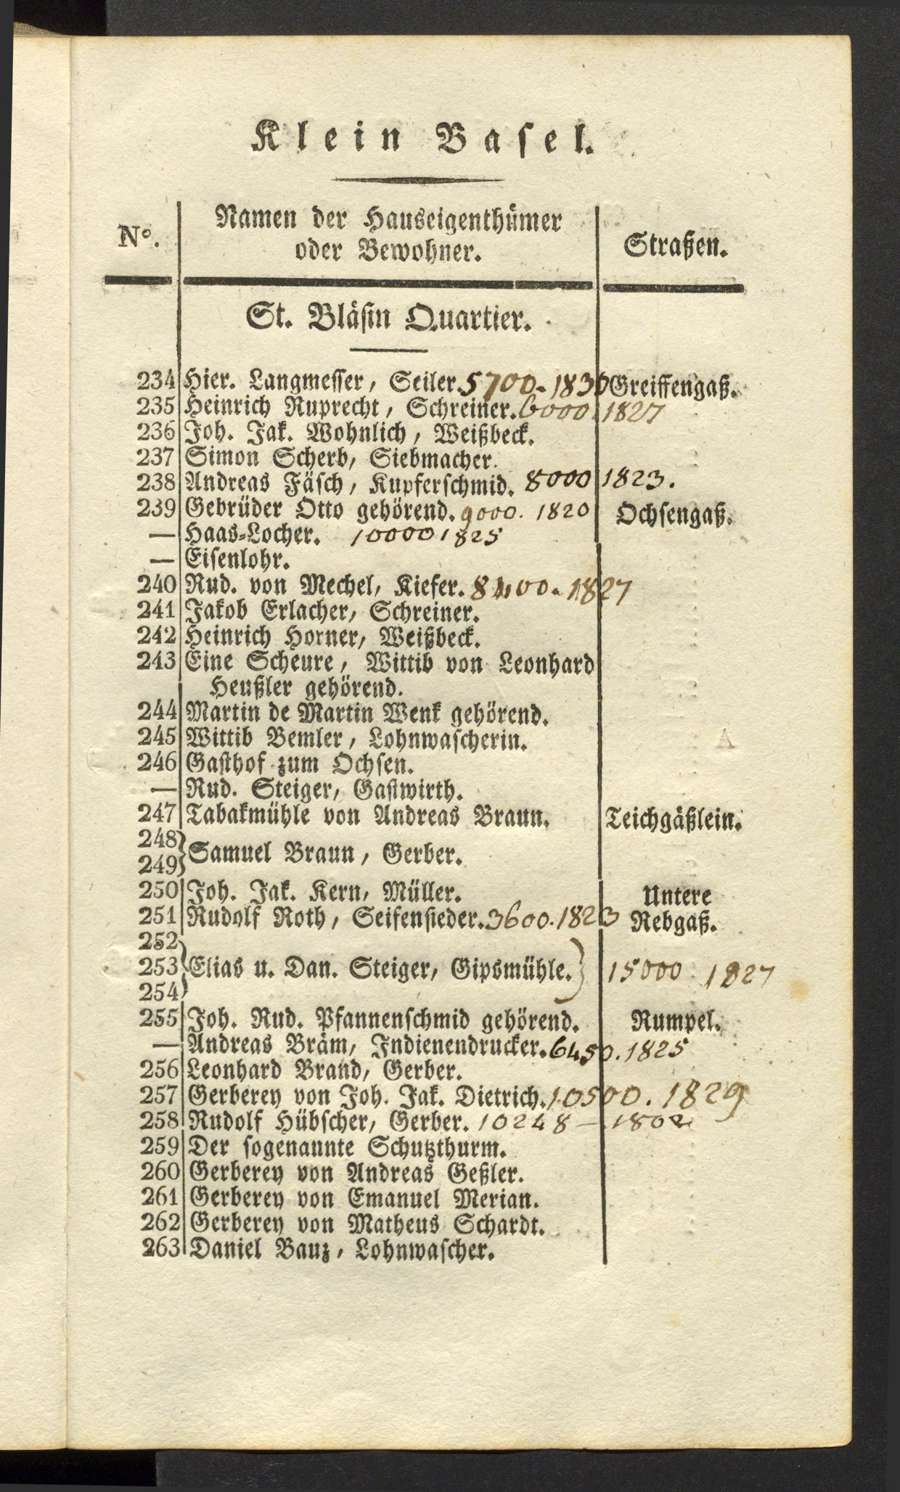 Klein Basel.
No.
Namen der Hauseigenthümer
oder Bewohner.
Straßen.
St. Bläsin Quartier.
234 Hier. Langmesser, Seiler. 5700. 1830 Greiffengaß.
235 Heinrich Ruprecht, Schreiner. 6000 1827
236 Joh. Jak. Wohnlich, Weißbeck.
237 Simon Scherb, Siebmacher.
238 Andreas Fäsch, Kupferschmid. 8000 1823.
239 Gebrüder Otto gehörend. 9000. 1820 Ochsengaß.
— Haas-Locher. 10000 1825
— Eisenlohr.
240 Rud. von Mechel, Kiefer. 1827
241 Jakob Erlacher, Schreiner.
242 Heinrich Horner, Weißbeck.
243 Eine Scheure, Wittib von Leonhard
Heußler gehörend.
244 Martin de Martin Wenk gehörend.
245 Wittib Bemler, Lohnwascherin.
246 Gasthof zum Ochsen.
— Rud. Steiger, Gastwirth.
247 Tabakmühle von Andreas Braun. Teichgäßlein.
248
249 Samuel Braun, Gerber.
250 Joh. Jak. Kern, Müller. Untere
251 Rudolf Roth, Seifensieder. 3600. 1823 Rebgaß.
252
253 Elias u. Dan. Steiger, Gipsmühle. 15000 1827
254
255 Joh. Rud. Pfannenschmid gehörend. Rumpel.
— Andreas Bräm, Indienendrucker. 6450. 1825
256 Leonhard Brand, Gerber.
257 Gerberey von Joh. Jak. Dietrich. 10500. 1829
258 Rudolf Hübscher, Gerber. 10248 — 1802
259 Der sogenannte Schutzthurm.
260 Gerberey von Andreas Geßler.
261 Gerberey von Emanuel Merian.
262 Gerberey von Matheus Schardt.
263 Daniel Bauz, Lohnwascher.